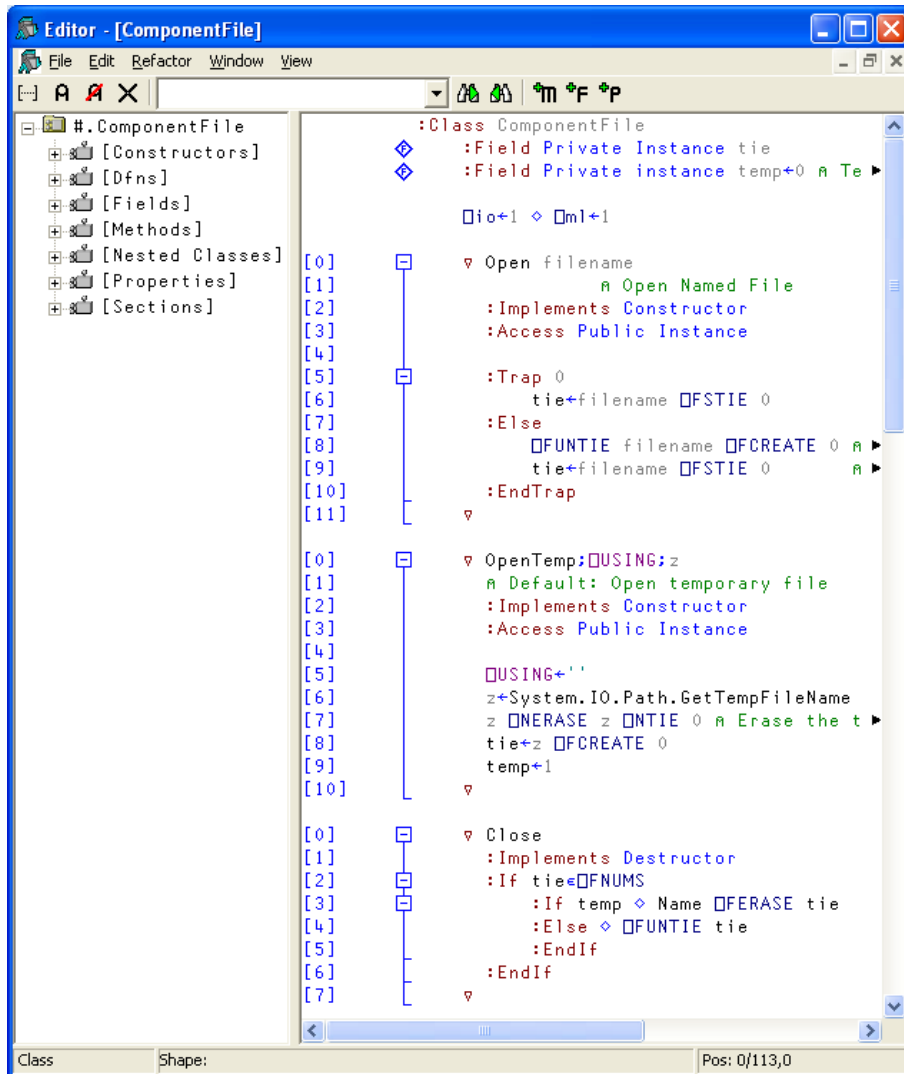 Editor - [ComponentFile]
File Edit Refactor Window View
[···] A A X +m +F +P
#.ComponentFile
[Constructors]
[Dfns]
[Fields]
[Methods]
[Nested Classes]
[Properties]
[Sections]
:Class ComponentFile
:Field Private Instance tie
:Field Private instance temp←0 ⍝ Te
⎕io←1 ⋄ ⎕ml←1
[0] ∇ Open filename
[1] ⍝ Open Named File
[2] :Implements Constructor
[3] :Access Public Instance
[4]
[5] :Trap 0
[6] tie←filename ⎕FSTIE 0
[7] :Else
[8] ⎕FUNTIE filename ⎕FCREATE 0 ⍝
[9] tie←filename ⎕FSTIE 0 ⍝
[10] :EndTrap
[11] ∇
[0] ∇ OpenTemp;⎕USING;z
[1] ⍝ Default: Open temporary file
[2] :Implements Constructor
[3] :Access Public Instance
[4]
[5] ⎕USING←''
[6] z←System.IO.Path.GetTempFileName
[7] z ⎕NERASE z ⎕NTIE 0 ⍝ Erase the t
[8] tie←z ⎕FCREATE 0
[9] temp←1
[10] ∇
[0] ∇ Close
[1] :Implements Destructor
[2] :If tie∊⎕FNUMS
[3] :If temp ⋄ Name ⎕FERASE tie
[4] :Else ⋄ ⎕FUNTIE tie
[5] :EndIf
[6] :EndIf
[7] ∇
Class Shape: Pos: 0/113,0